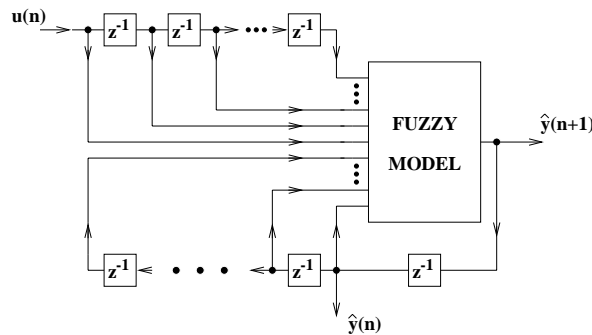 u(n) z⁻¹ z⁻¹ ••• z⁻¹
FUZZY
MODEL
ŷ(n+1)
z⁻¹ • • • z⁻¹ z⁻¹
ŷ(n)